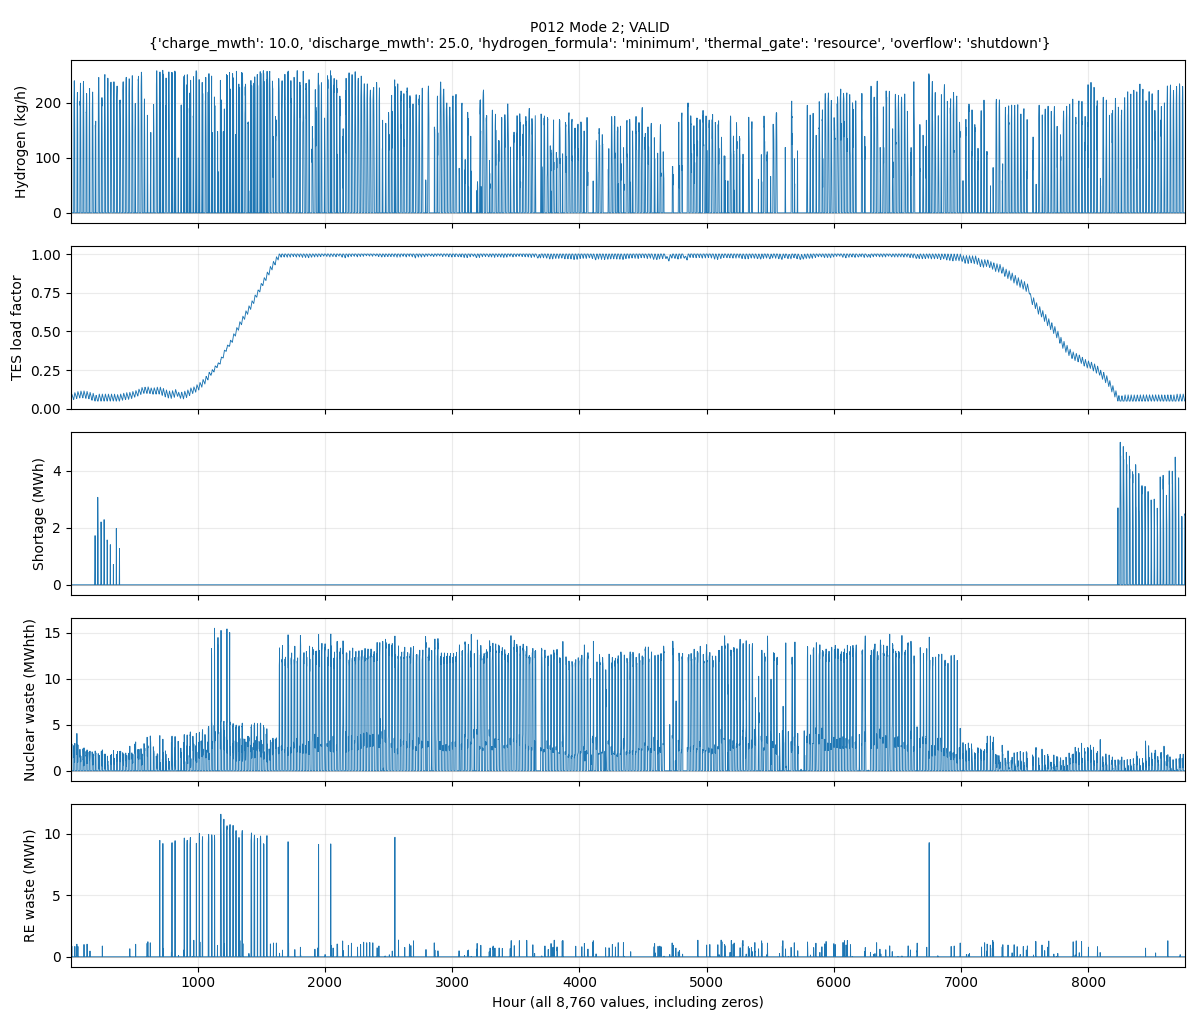 P012 Mode 2; VALID
{'charge_mwth': 10.0, 'discharge_mwth': 25.0, 'hydrogen_formula': 'minimum', 'thermal_gate': 'resource', 'overflow': 'shutdown'}
Hydrogen (kg/h)
200
100
0
TES load factor
1.00
0.75
0.50
0.25
0.00
Shortage (MWh)
4
2
0
Nuclear waste (MWhth)
15
10
5
0
RE waste (MWh)
10
5
0
1000 2000 3000 4000 5000 6000 7000 8000
Hour (all 8,760 values, including zeros)